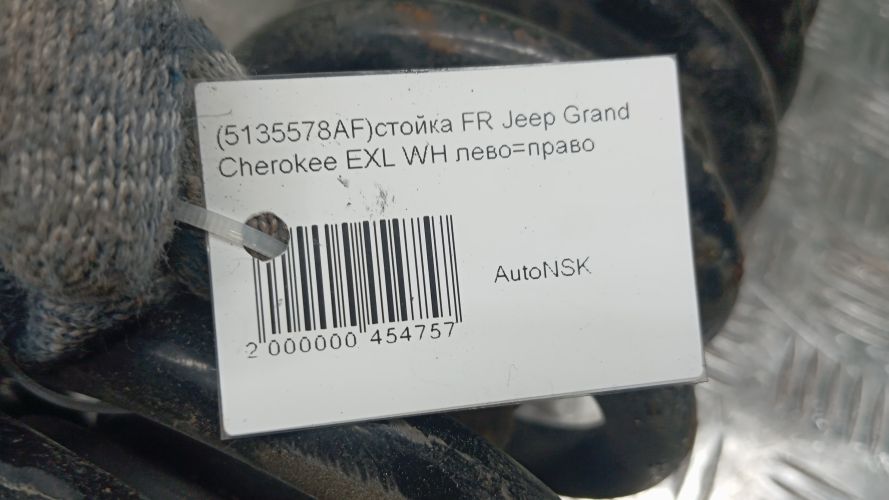 (5135578AF)стойка FR Jeep Grand
Cherokee EXL WH лево=право
AutoNSK
2 000000 454757